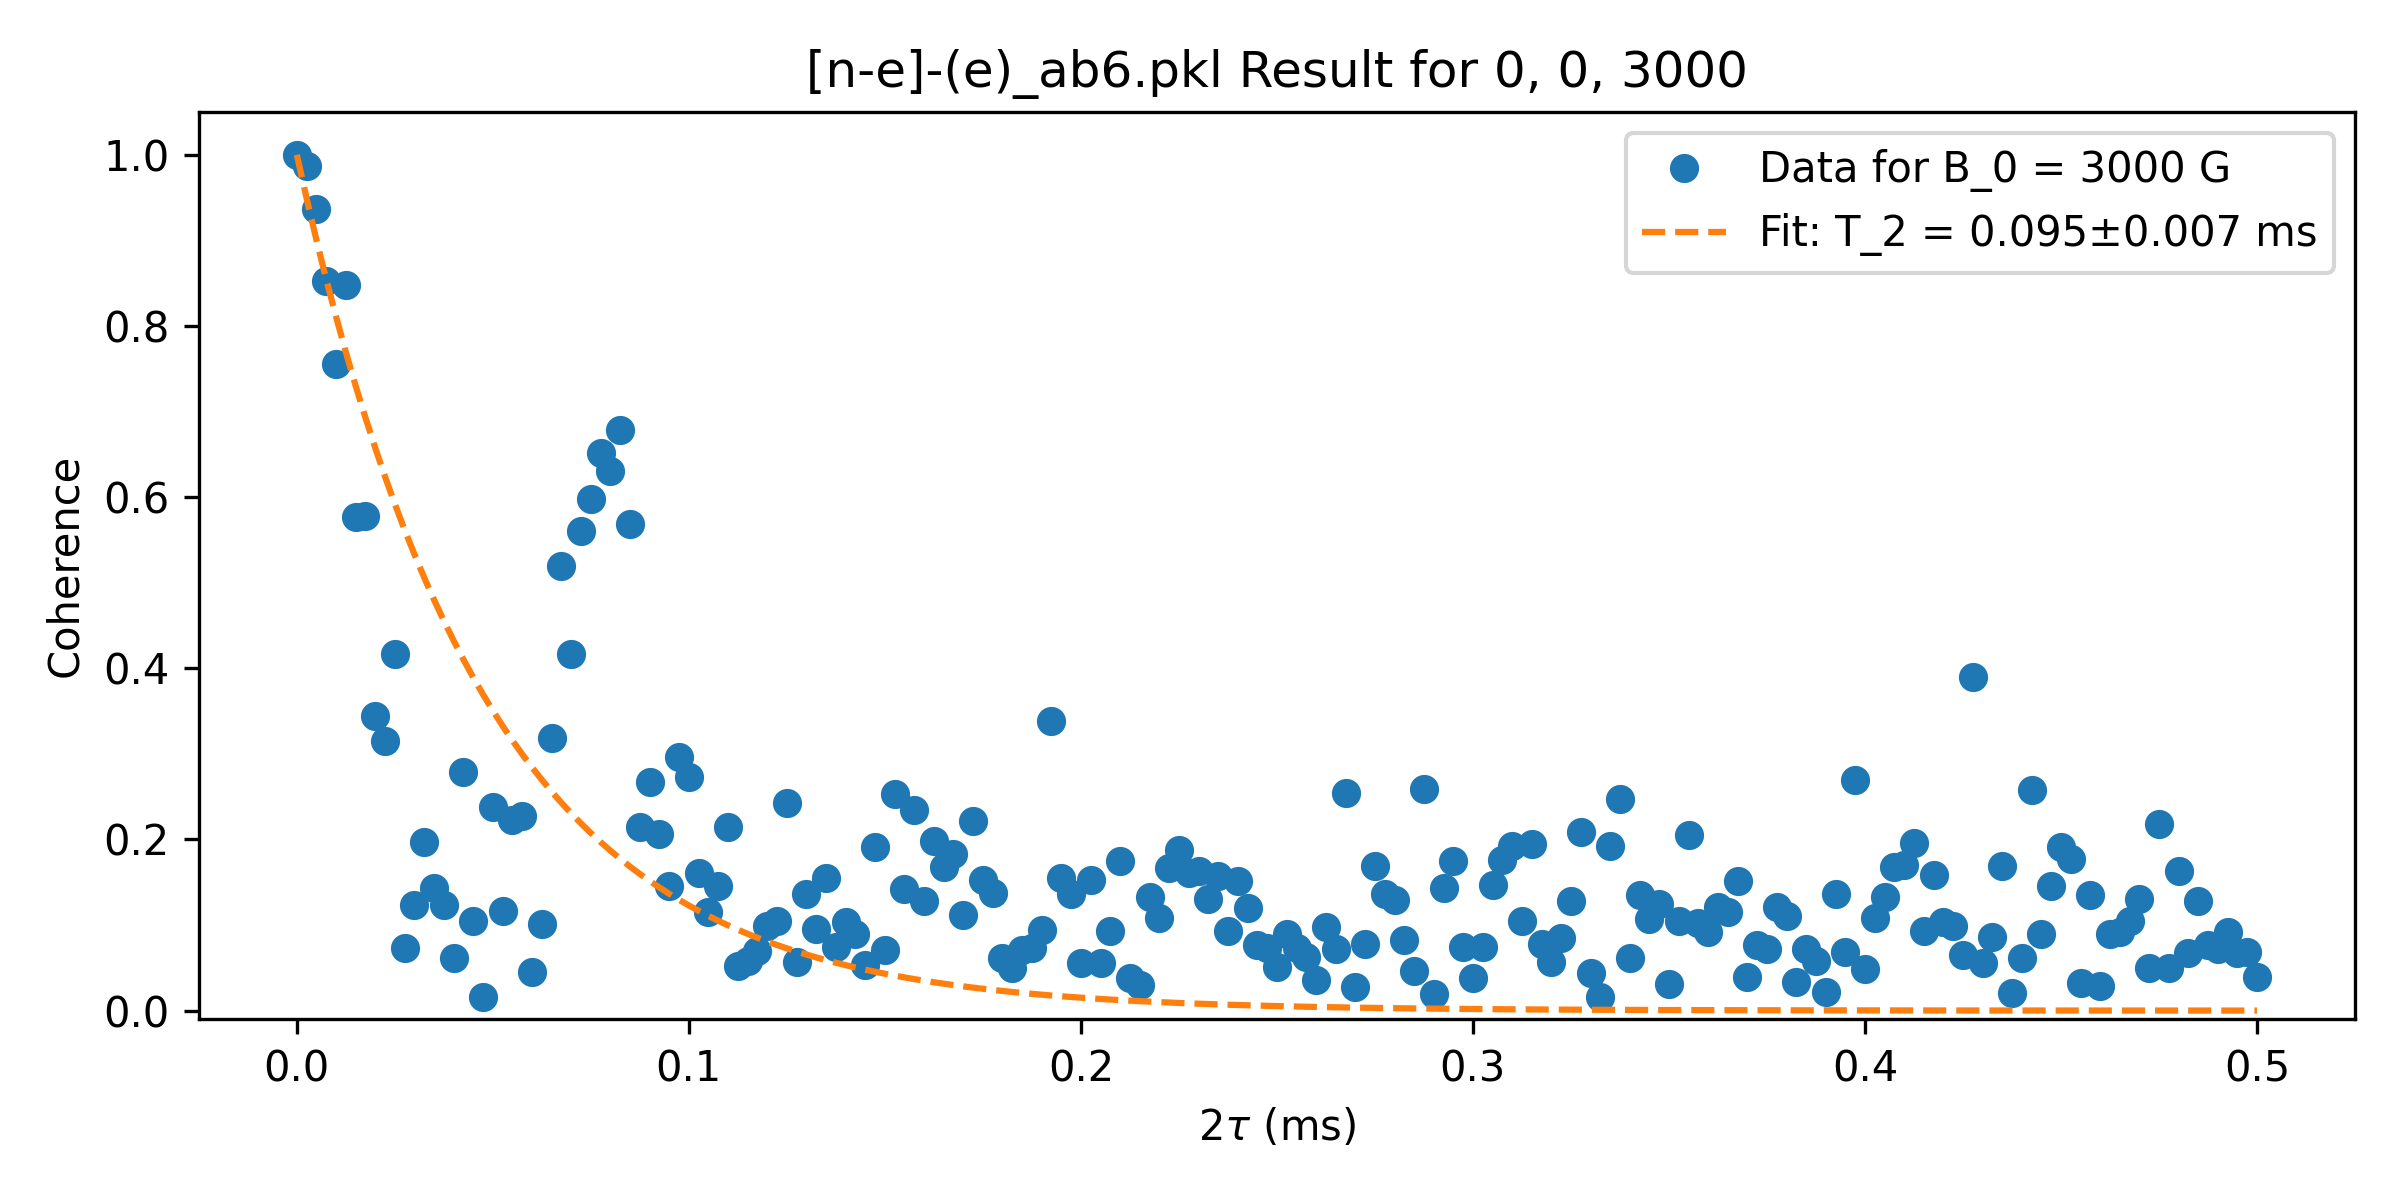 [n-e]-(e)_ab6.pkl Result for 0, 0, 3000
Data for B_0 = 3000 G
Fit: T_2 = 0.095±0.007 ms
Coherence
1.0
0.8
0.6
0.4
0.2
0.0
0.0 0.1 0.2 0.3 0.4 0.5
2τ (ms)